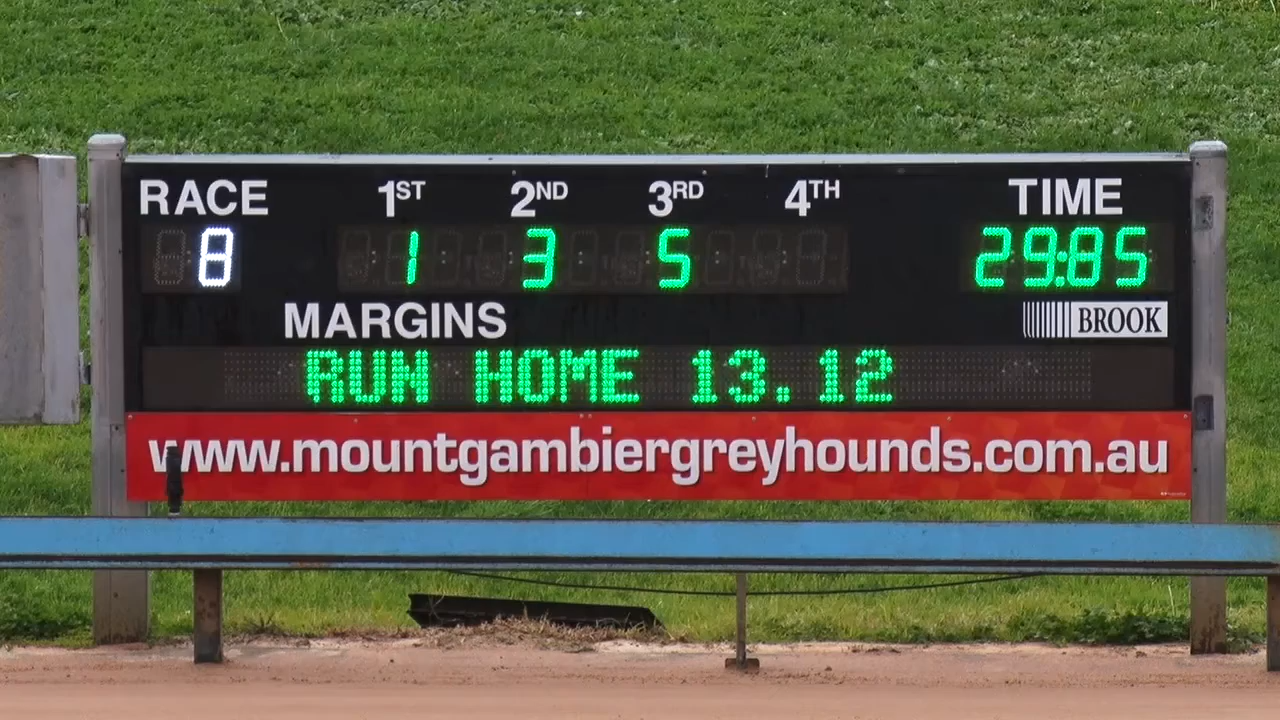 RACE 1ST 2ND 3RD 4TH TIME
8 1 3 5 29:85
MARGINS BROOK
RUN HOME 13.12
www.mountgambiergreyhounds.com.au